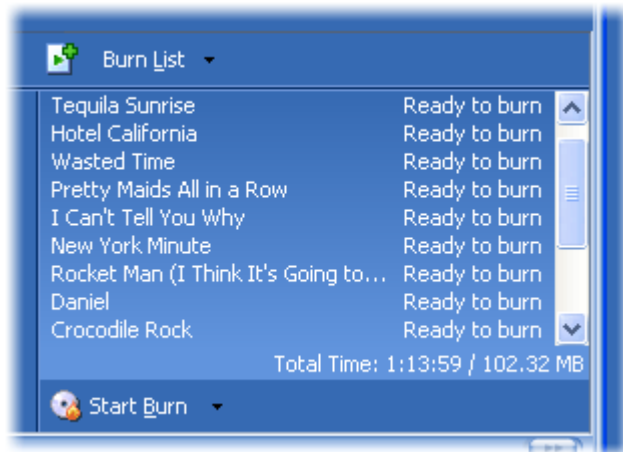 Burn List
Tequila Sunrise Ready to burn
Hotel California Ready to burn
Wasted Time Ready to burn
Pretty Maids All in a Row Ready to burn
I Can't Tell You Why Ready to burn
New York Minute Ready to burn
Rocket Man (I Think It's Going to... Ready to burn
Daniel Ready to burn
Crocodile Rock Ready to burn
Total Time: 1:13:59 / 102.32 MB
Start Burn